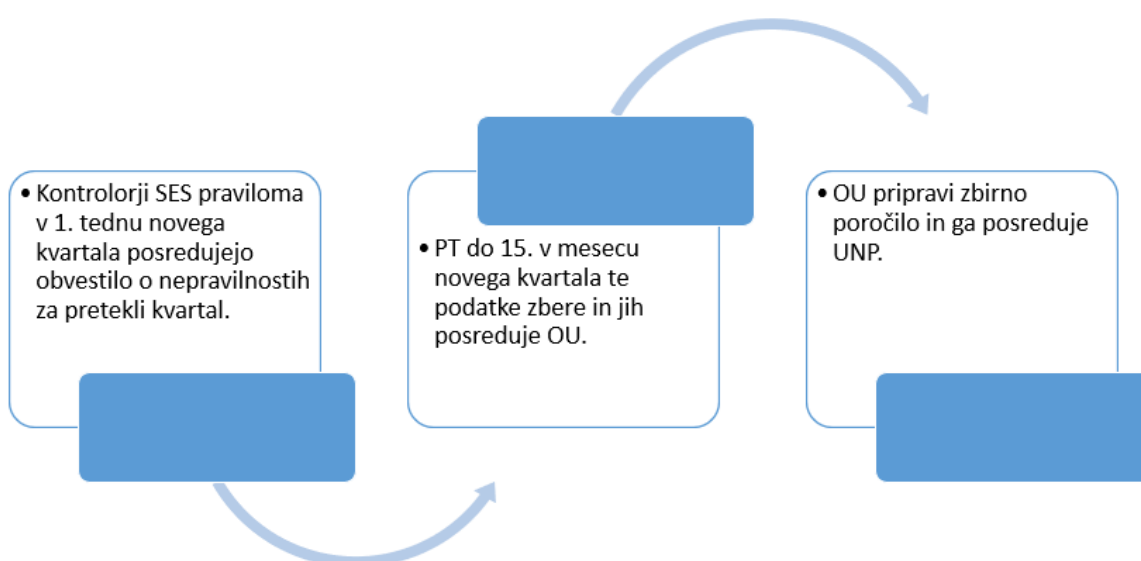 • Kontrolorji SES praviloma
v 1. tednu novega
kvartala posredujejo
obvestilo o nepravilnostih
za pretekli kvartal.
• PT do 15. v mesecu
novega kvartala te
podatke zbere in jih
posreduje OU.
• OU pripravi zbirno
poročilo in ga posreduje
UNP.